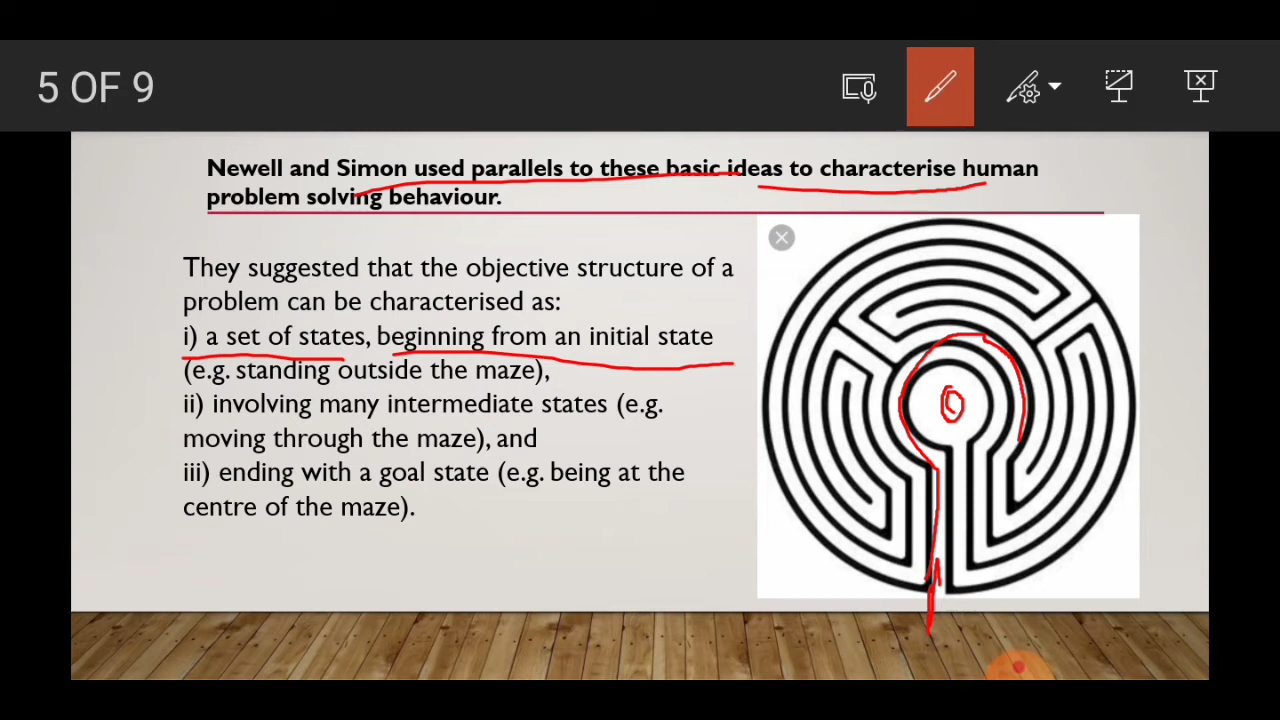 5 OF 9
Newell and Simon used parallels to these basic ideas to characterise human
problem solving behaviour.
They suggested that the objective structure of a
problem can be characterised as:
i) a set of states, beginning from an initial state
(e.g. standing outside the maze),
ii) involving many intermediate states (e.g.
moving through the maze), and
iii) ending with a goal state (e.g. being at the
centre of the maze).